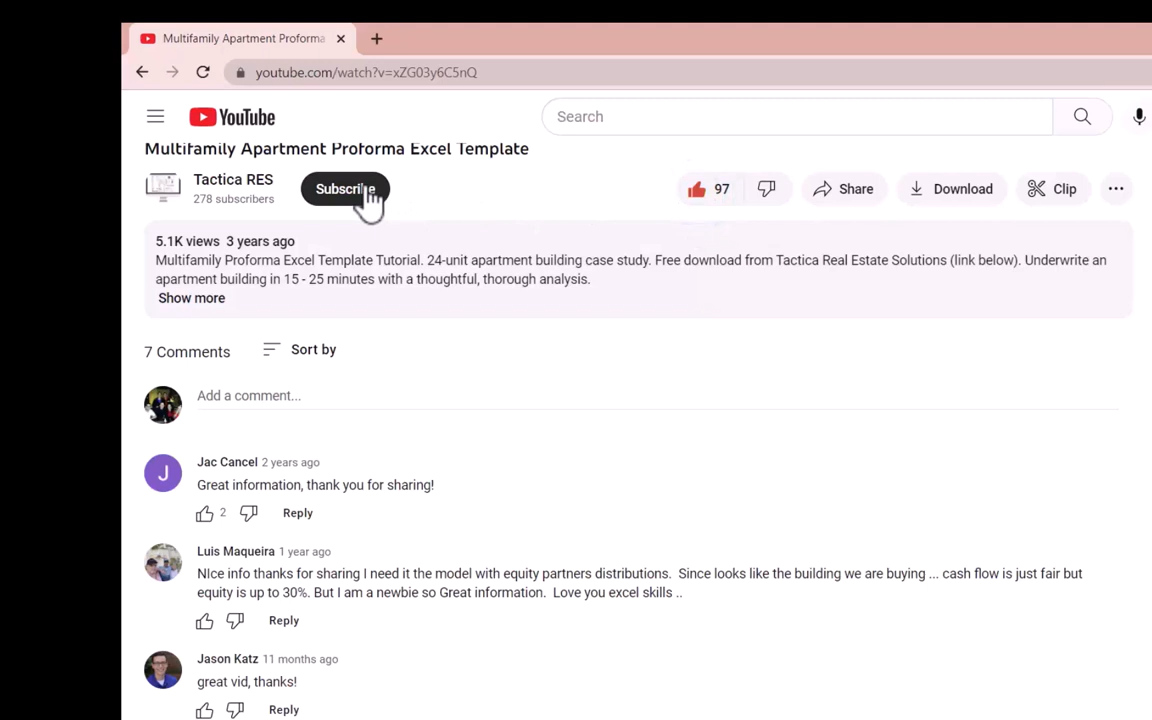 Multifamily Apartment Proforma
youtube.com/watch?v=xZG03y6C5nQ
YouTube
Search
Multifamily Apartment Proforma Excel Template
Tactica RES
278 subscribers
Subscribe
97
Share
Download
Clip
5.1K views 3 years ago
Multifamily Proforma Excel Template Tutorial. 24-unit apartment building case study. Free download from Tactica Real Estate Solutions (link below). Underwrite an
apartment building in 15 - 25 minutes with a thoughtful, thorough analysis.
Show more
7 Comments
Sort by
Add a comment...
J
Jac Cancel 2 years ago
Great information, thank you for sharing!
2
Reply
Luis Maqueira 1 year ago
NIce info thanks for sharing I need it the model with equity partners distributions. Since looks like the building we are buying ... cash flow is just fair but
equity is up to 30%. But I am a newbie so Great information. Love you excel skills ..
Reply
Jason Katz 11 months ago
great vid, thanks!
Reply